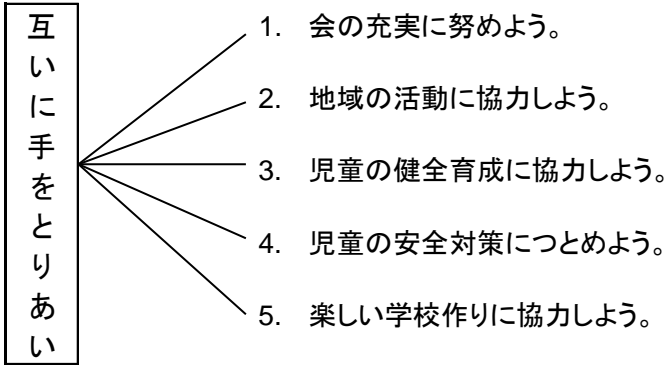 互いに手をとりあい
1. 会の充実に努めよう。
2. 地域の活動に協力しよう。
3. 児童の健全育成に協力しよう。
4. 児童の安全対策につとめよう。
5. 楽しい学校作りに協力しよう。